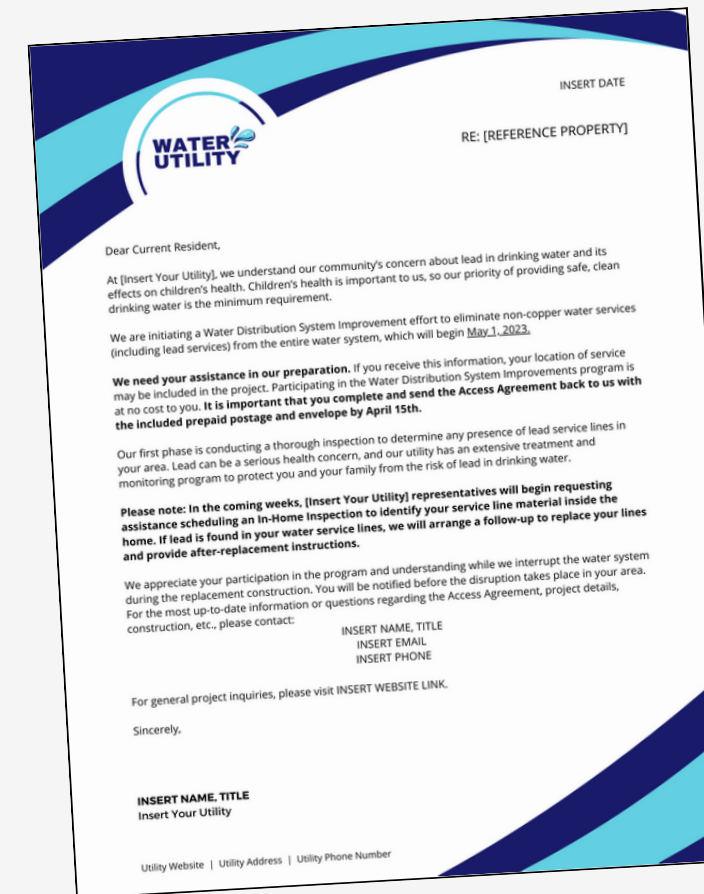 INSERT DATE
RE: [REFERENCE PROPERTY]
WATER
UTILITY
Dear Current Resident,
At [Insert Your Utility], we understand our community's concern about lead in drinking water and its
effects on children's health. Children's health is important to us, so our priority of providing safe, clean
drinking water is the minimum requirement.
We are initiating a Water Distribution System Improvement effort to eliminate non-copper water services
(including lead services) from the entire water system, which will begin May 1, 2023.
We need your assistance in our preparation. If you receive this information, your location of service
may be included in the project. Participating in the Water Distribution System Improvements program is
at no cost to you. It is important that you complete and send the Access Agreement back to us with
the included prepaid postage and envelope by April 15th.
Our first phase is conducting a thorough inspection to determine any presence of lead service lines in
your area. Lead can be a serious health concern, and our utility has an extensive treatment and
monitoring program to protect you and your family from the risk of lead in drinking water.
Please note: In the coming weeks, [Insert Your Utility] representatives will begin requesting
assistance scheduling an In-Home Inspection to identify your service line material inside the
home. If lead is found in your water service lines, we will arrange a follow-up to replace your lines
and provide after-replacement instructions.
We appreciate your participation in the program and understanding while we interrupt the water system
during the replacement construction. You will be notified before the disruption takes place in your area.
For the most up-to-date information or questions regarding the Access Agreement, project details,
construction, etc., please contact:
INSERT NAME, TITLE
INSERT EMAIL
INSERT PHONE
For general project inquiries, please visit INSERT WEBSITE LINK.
Sincerely,
INSERT NAME, TITLE
Insert Your Utility
Utility Website | Utility Address | Utility Phone Number